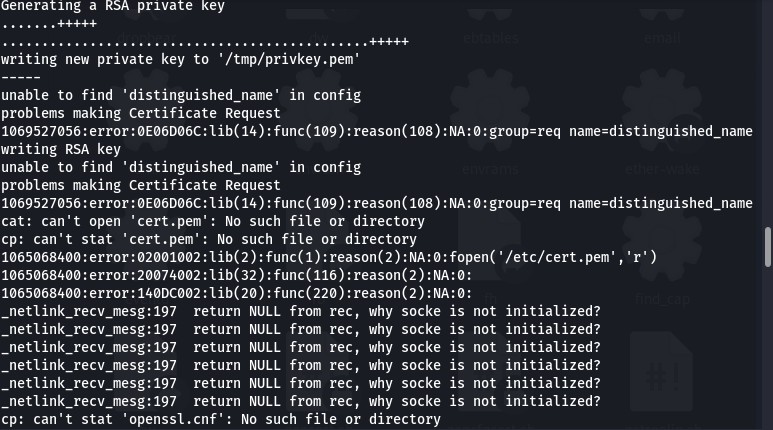 Generating a RSA private key
.......+++++
............................................+++++
writing new private key to '/tmp/privkey.pem'
-----
unable to find 'distinguished_name' in config
problems making Certificate Request
1069527056:error:0E06D06C:lib(14):func(109):reason(108):NA:0:group=req name=distinguished_name
writing RSA key
unable to find 'distinguished_name' in config
problems making Certificate Request
1069527056:error:0E06D06C:lib(14):func(109):reason(108):NA:0:group=req name=distinguished_name
cat: can't open 'cert.pem': No such file or directory
cp: can't stat 'cert.pem': No such file or directory
1065068400:error:02001002:lib(2):func(1):reason(2):NA:0:fopen('/etc/cert.pem','r')
1065068400:error:20074002:lib(32):func(116):reason(2):NA:0:
1065068400:error:140DC002:lib(20):func(220):reason(2):NA:0:
_netlink_recv_mesg:197  return NULL from rec, why socke is not initialized?
_netlink_recv_mesg:197  return NULL from rec, why socke is not initialized?
_netlink_recv_mesg:197  return NULL from rec, why socke is not initialized?
_netlink_recv_mesg:197  return NULL from rec, why socke is not initialized?
_netlink_recv_mesg:197  return NULL from rec, why socke is not initialized?
_netlink_recv_mesg:197  return NULL from rec, why socke is not initialized?
cp: can't stat 'openssl.cnf': No such file or directory
ebtables
email
envrams
ether-wake
find_cap
#!